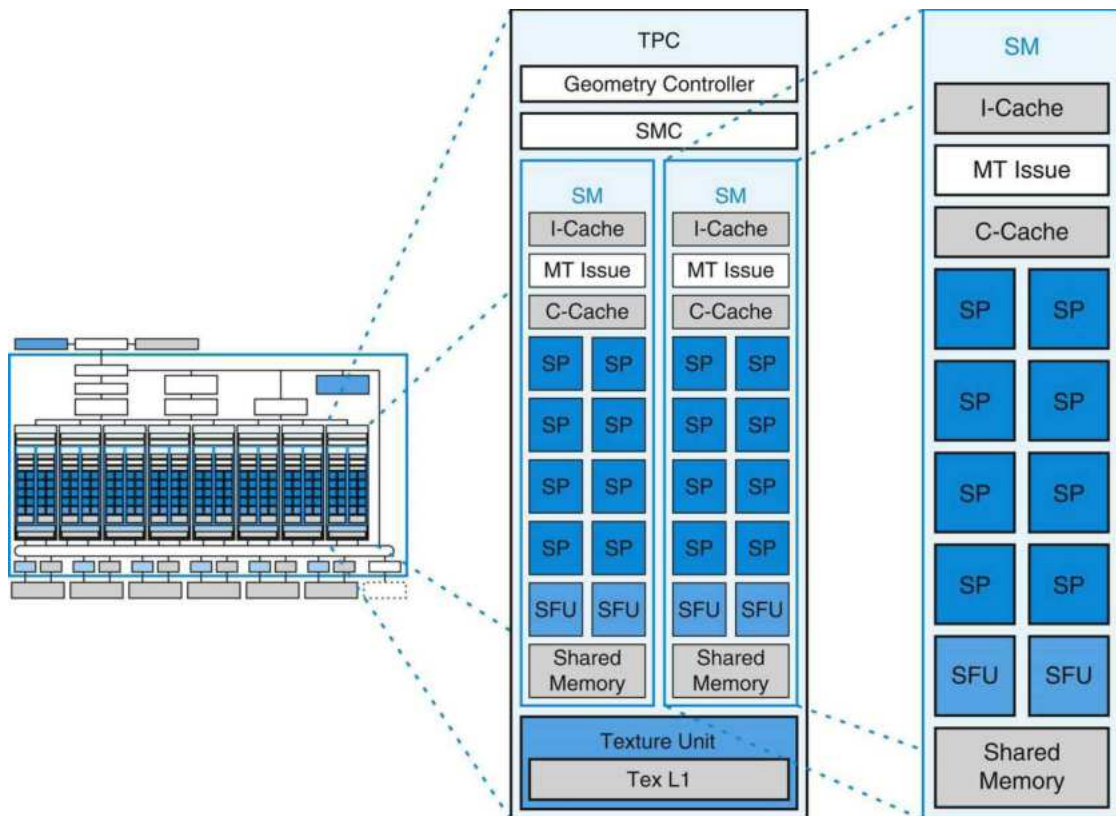 TPC
Geometry Controller
SMC
SM
I-Cache
MT Issue
C-Cache
SP SP
SP SP
SP SP
SP SP
SFU SFU
Shared
Memory
SM
I-Cache
MT Issue
C-Cache
SP SP
SP SP
SP SP
SP SP
SFU SFU
Shared
Memory
Texture Unit
Tex L1
SM
I-Cache
MT Issue
C-Cache
SP SP
SP SP
SP SP
SP SP
SFU SFU
Shared
Memory